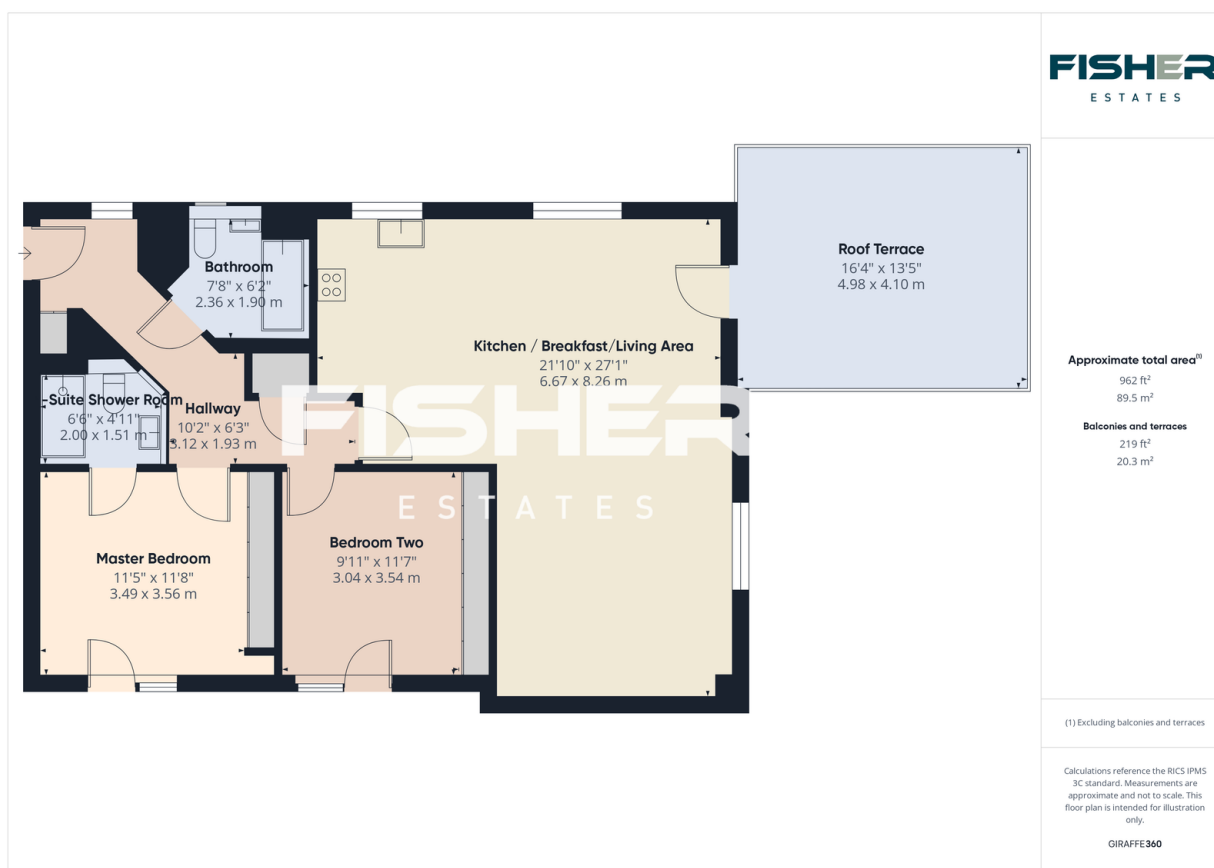 FISHER
ESTATES
Roof Terrace
16'4" x 13'5"
4.98 x 4.10 m
Bathroom
7'8" x 6'2"
2.36 x 1.90 m
Kitchen / Breakfast/Living Area
21'10" x 27'1"
6.67 x 8.26 m
-Suite Shower Room
6'6" x 4'11"
2.00 x 1.51 m
Hallway
10'2" x 6'3"
3.12 x 1.93 m
FISHER
ESTATES
Master Bedroom
11'5" x 11'8"
3.49 x 3.56 m
Bedroom Two
9'11" x 11'7"
3.04 x 3.54 m
Approximate total area(1)
962 ft²
89.5 m²
Balconies and terraces
219 ft²
20.3 m²
(1) Excluding balconies and terraces
Calculations reference the RICS IPMS
3C standard. Measurements are
approximate and not to scale. This
floor plan is intended for illustration
only.
GIRAFFE360